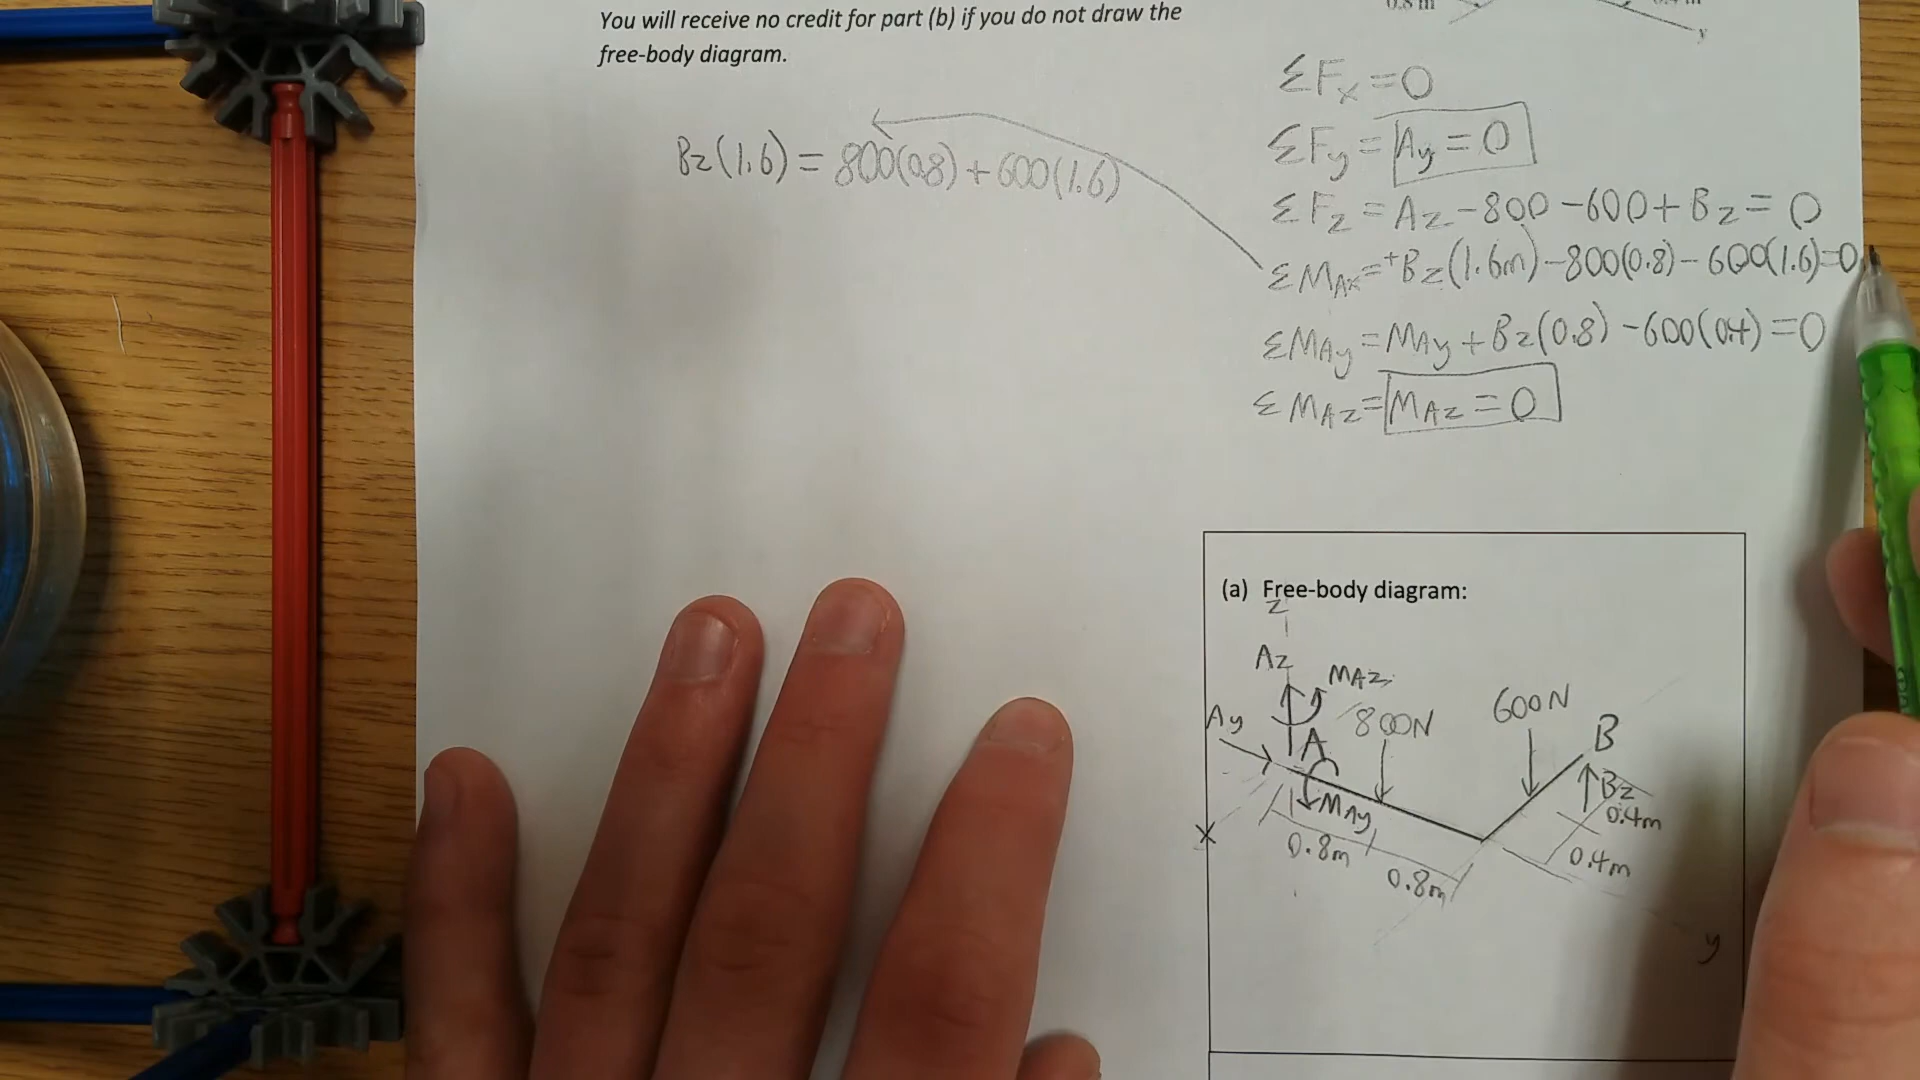 You will receive no credit for part (b) if you do not draw the
free-body diagram.
0.8 m
y
ΣFx = 0
ΣFy = Ay = 0
ΣFz = Az - 800 - 600 + Bz = 0
ΣMAx = +Bz(1.6m) - 800(0.8) - 600(1.6) = 0
ΣMAy = MAy + Bz(0.8) - 600(0.4) = 0
ΣMAz = MAz = 0
Bz(1.6) = 800(0.8) + 600(1.6)
(a) Free-body diagram:
z
Az
MAz
Ay
800N
600N
A
B
Bz
MAy
0.4m
0.8m
0.4m
0.8m
x
y